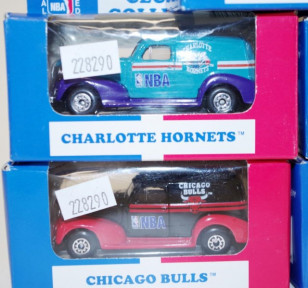 NBA
228290
CHARLOTTE
HORNETS
NBA
CHARLOTTE HORNETS™
228290
CHICAGO
BULLS
NBA
CHICAGO BULLS™